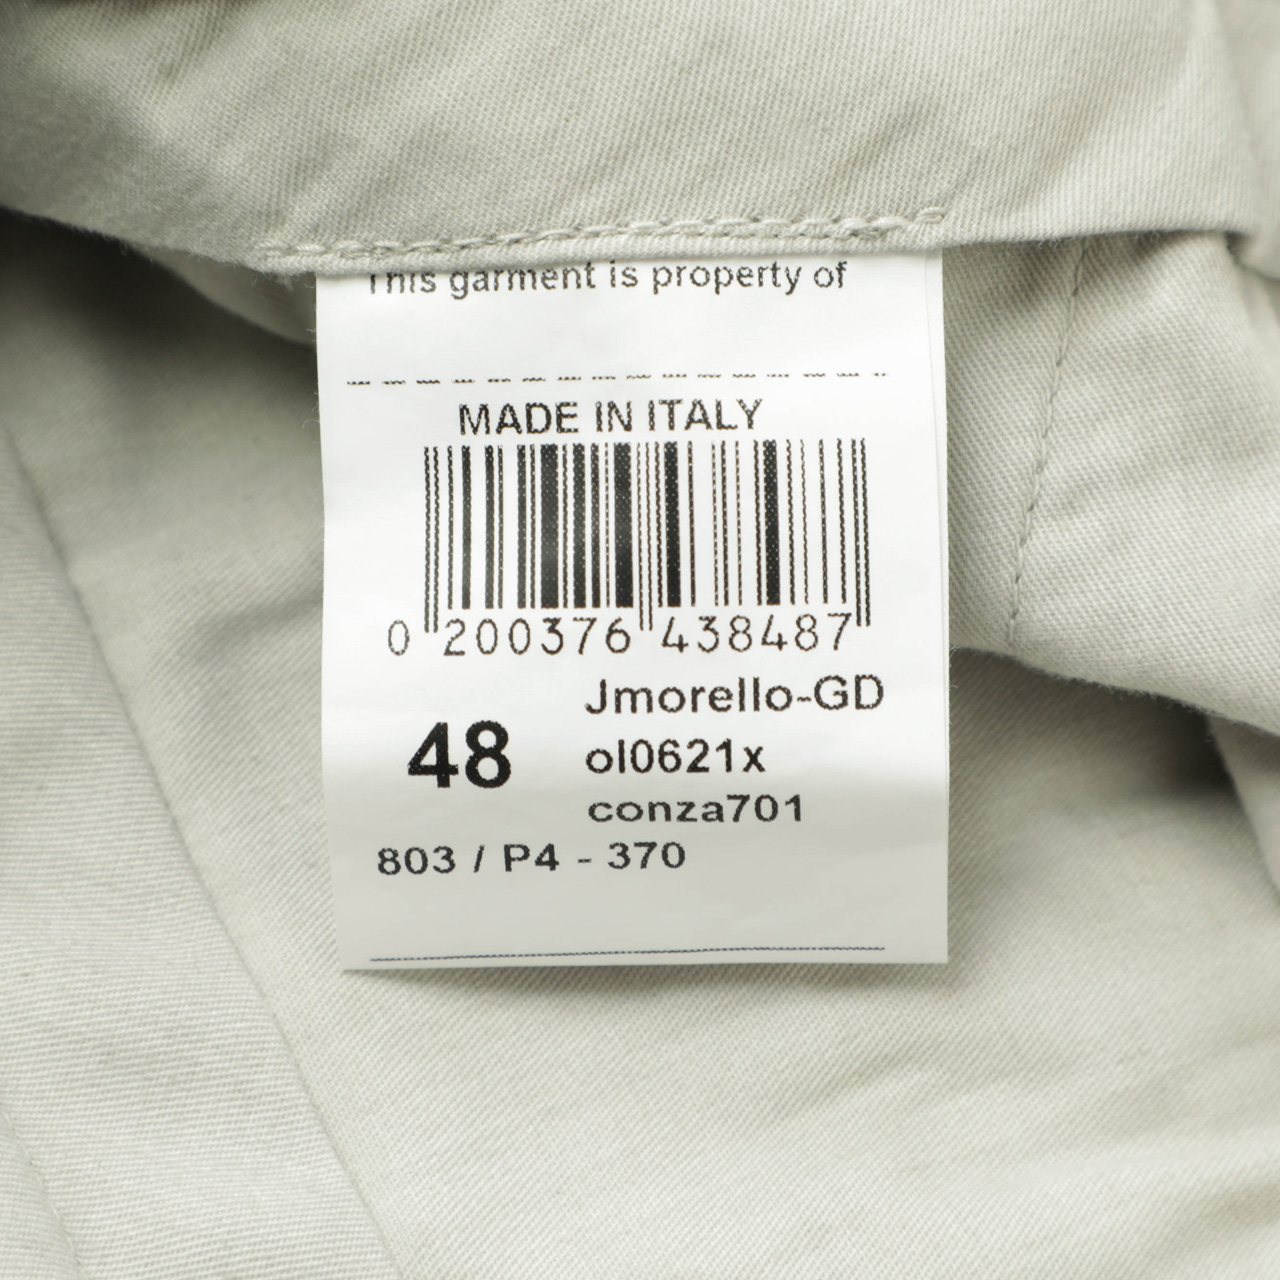 This garment is property of
MADE IN ITALY
0 200376 438487
Jmorello-GD
48 ol0621x
conza701
803 / P4 - 370